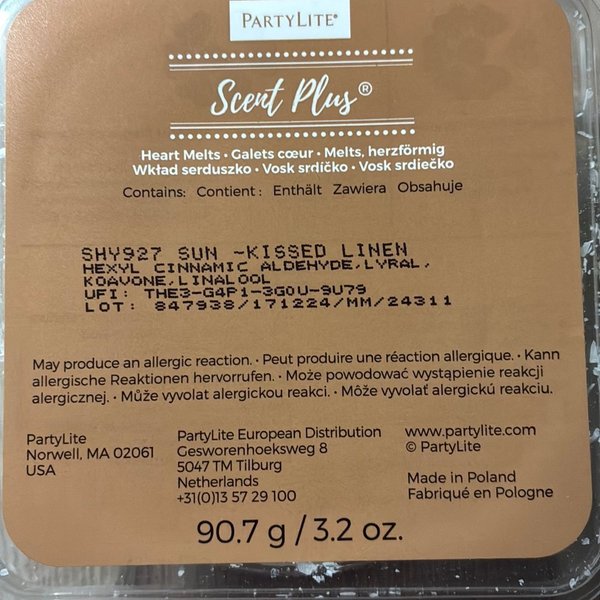 PARTYLITE®
Scent Plus®
Heart Melts • Galets cœur • Melts, herzförmig
Wkład serduszko • Vosk srdíčko • Vosk srdiečko
Contains: Contient : Enthält Zawiera Obsahuje
SHY927 SUN -KISSED LINEN
HEXYL CINNAMIC ALDEHYDE,LYRAL,
KOAVONE,LINALOOL
UFI: THE3-G4P1-3G0U-9U79
LOT: 847938/171224/MM/24311
May produce an allergic reaction. • Peut produire une réaction allergique. • Kann
allergische Reaktionen hervorrufen. • Może powodować wystąpienie reakcji
alergicznej. • Může vyvolat alergickou reakci. • Môže vyvolať alergickú reakciu.
PartyLite
Norwell, MA 02061
USA
PartyLite European Distribution
Gesworenhoeksweg 8
5047 TM Tilburg
Netherlands
+31(0)13 57 29 100
www.partylite.com
© PartyLite
Made in Poland
Fabriqué en Pologne
90.7 g / 3.2 oz.